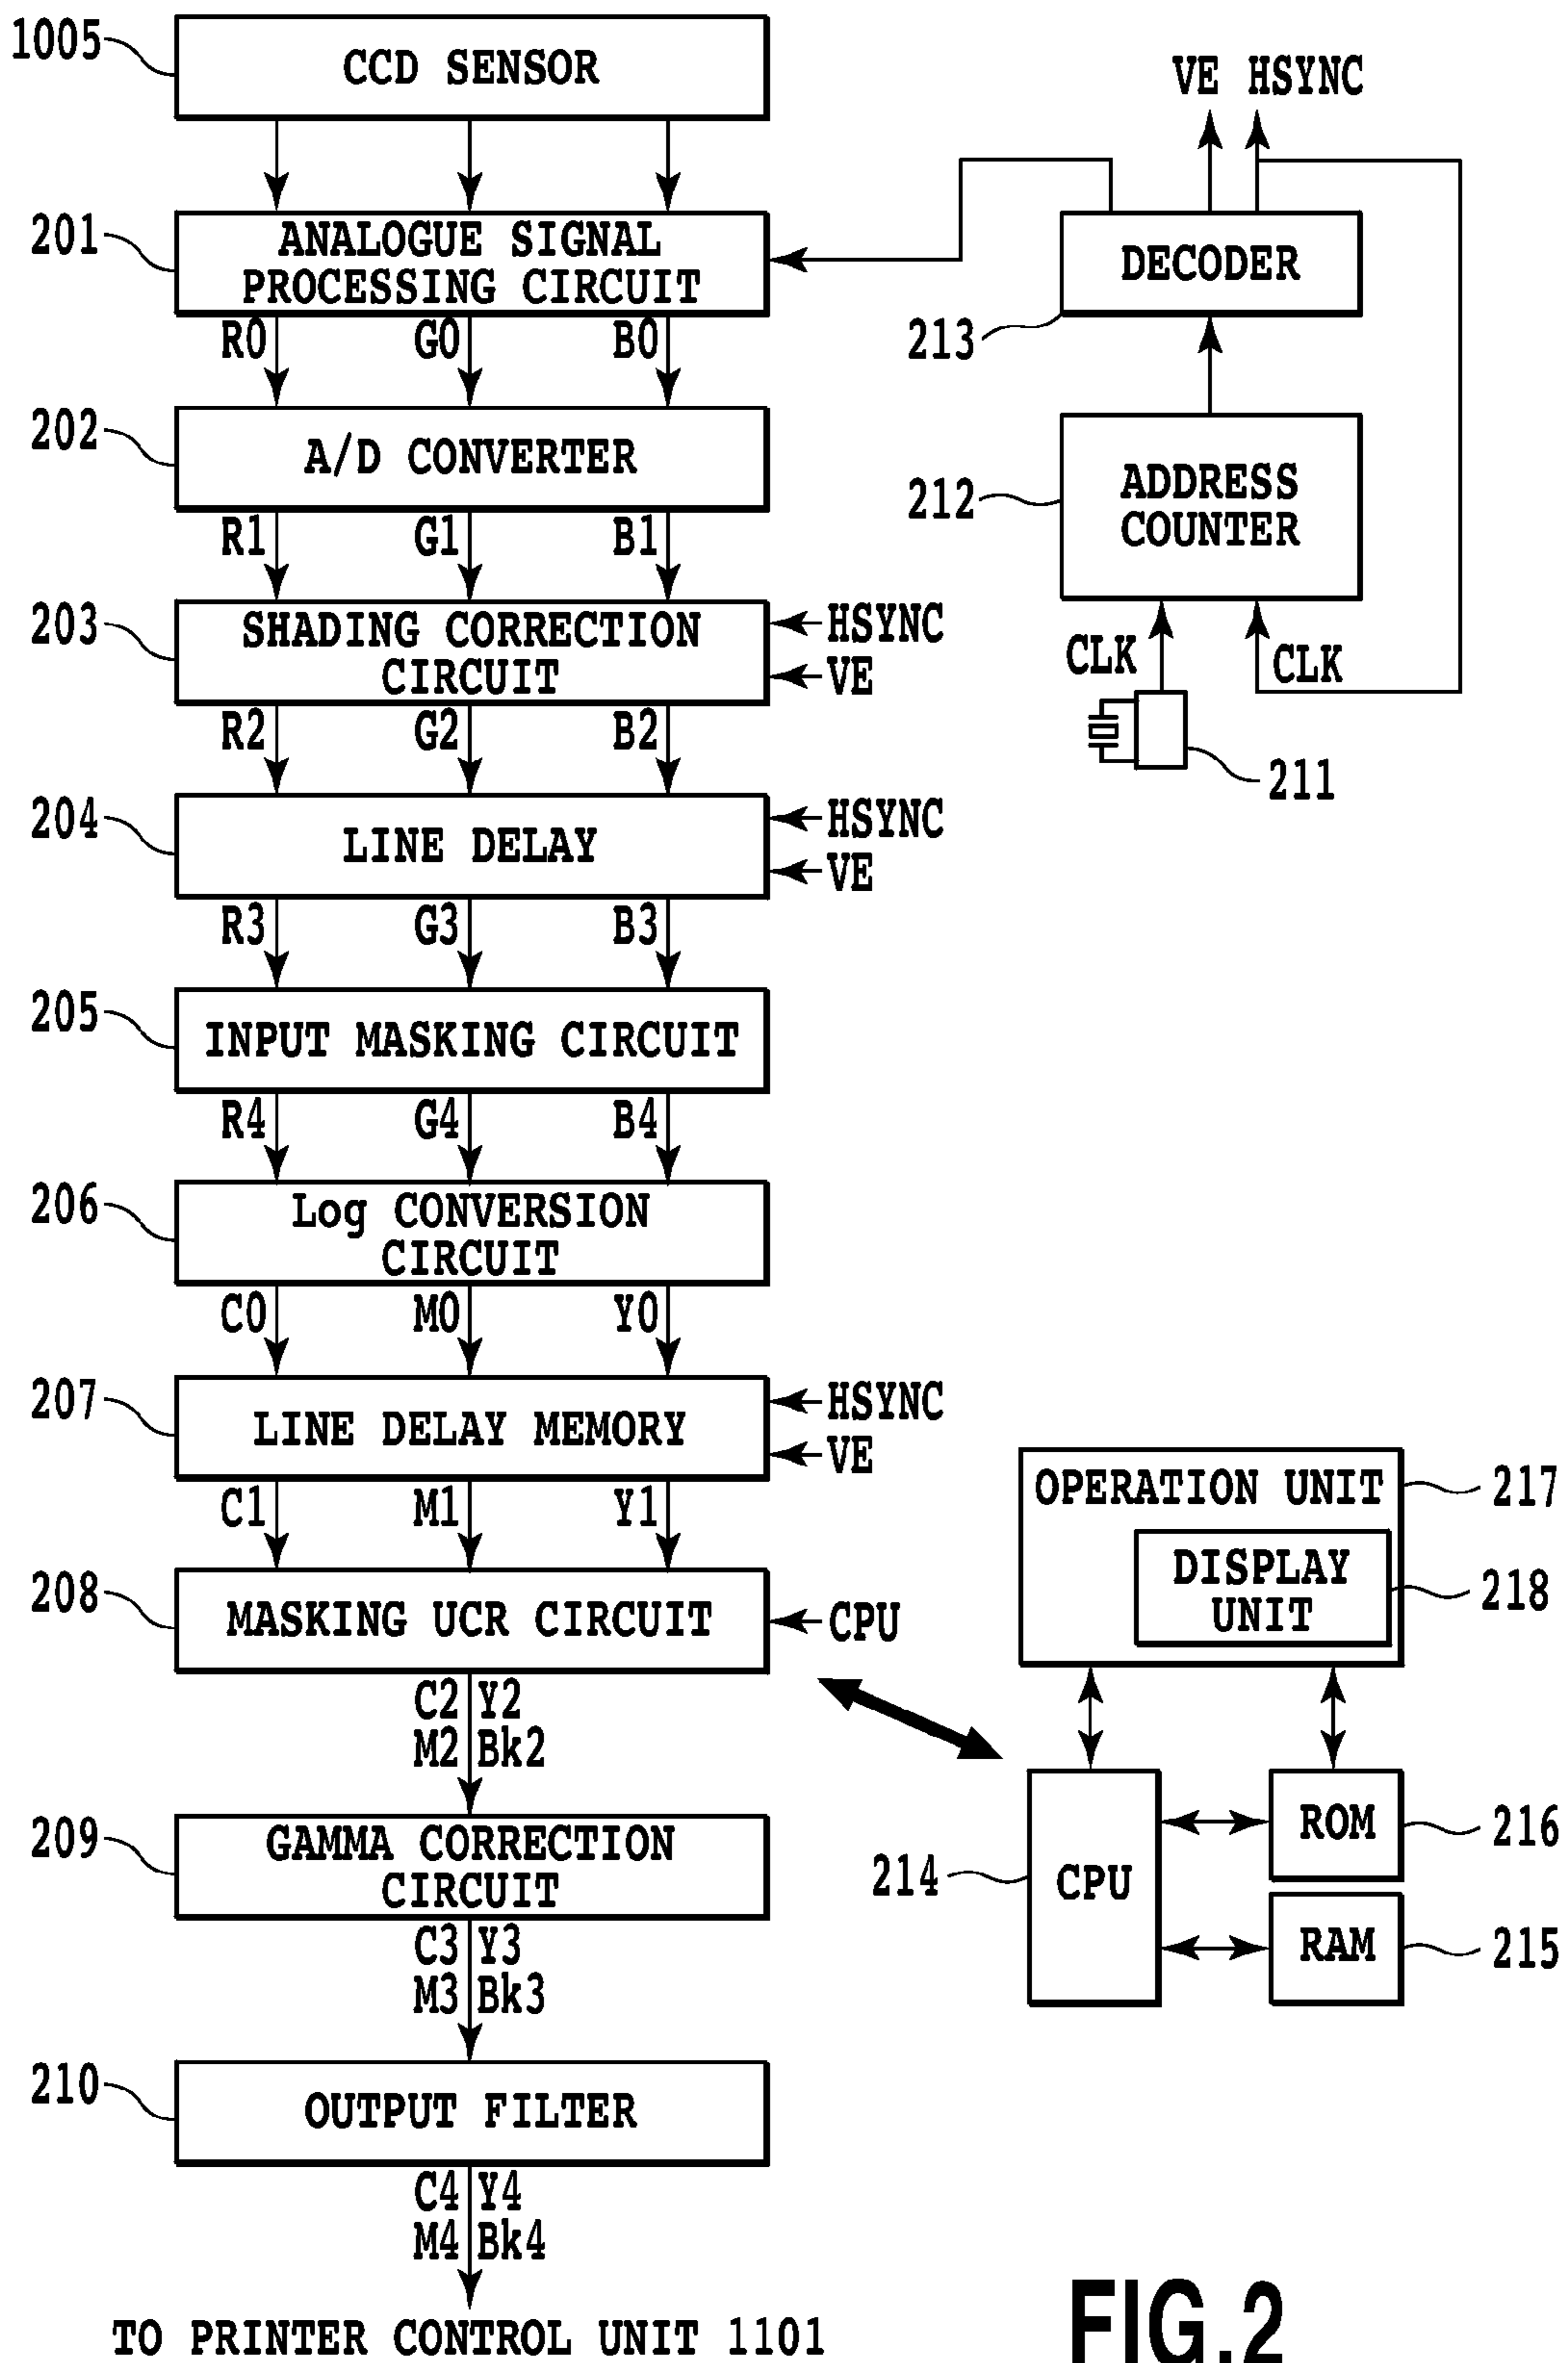 1005
CCD SENSOR
VE HSYNC
201
ANALOGUE SIGNAL
PROCESSING CIRCUIT
DECODER
213
R0 G0 B0
202
A/D CONVERTER
212
ADDRESS
COUNTER
R1 G1 B1
203
SHADING CORRECTION
CIRCUIT
HSYNC
VE
CLK
CLK
211
R2 G2 B2
204
LINE DELAY
HSYNC
VE
R3 G3 B3
205
INPUT MASKING CIRCUIT
R4 G4 B4
206
Log CONVERSION
CIRCUIT
C0 M0 Y0
207
LINE DELAY MEMORY
HSYNC
VE
C1 M1 Y1
208
MASKING UCR CIRCUIT
CPU
OPERATION UNIT
217
DISPLAY
UNIT
218
C2 Y2
M2 Bk2
209
GAMMA CORRECTION
CIRCUIT
214
CPU
ROM
216
RAM
215
C3 Y3
M3 Bk3
210
OUTPUT FILTER
C4 Y4
M4 Bk4
TO PRINTER CONTROL UNIT 1101
FIG.2